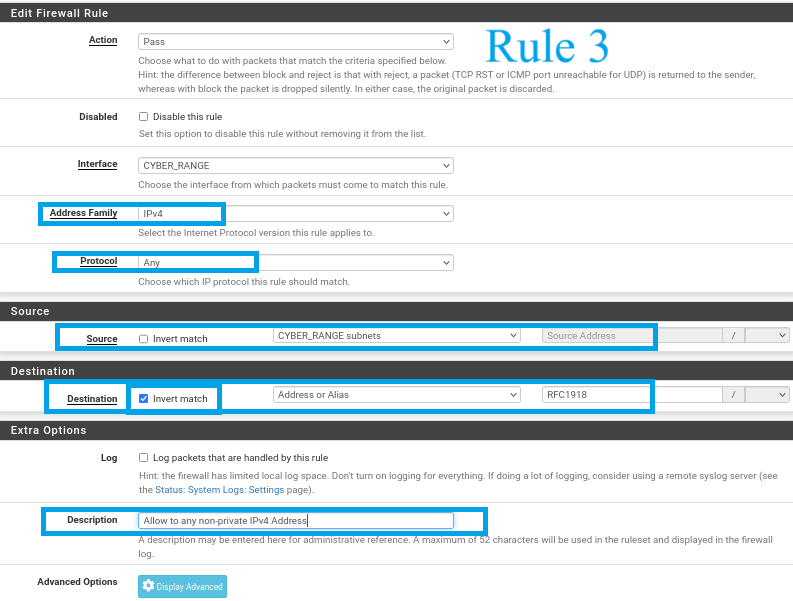 Edit Firewall Rule
Rule 3
Action
Pass
Choose what to do with packets that match the criteria specified below.
Hint: the difference between block and reject is that with reject, a packet (TCP RST or ICMP port unreachable for UDP) is returned to the sender,
whereas with block the packet is dropped silently. In either case, the original packet is discarded.
Disabled
Disable this rule
Set this option to disable this rule without removing it from the list.
Interface
CYBER_RANGE
Choose the interface from which packets must come to match this rule.
Address Family
IPv4
Select the Internet Protocol version this rule applies to.
Protocol
Any
Choose which IP protocol this rule should match.
Source
Source
Invert match
CYBER_RANGE subnets
Source Address
/
Destination
Destination
Invert match
Address or Alias
RFC1918
/
Extra Options
Log
Log packets that are handled by this rule
Hint: the firewall has limited local log space. Don't turn on logging for everything. If doing a lot of logging, consider using a remote syslog server (see
the Status: System Logs: Settings page).
Description
Allow to any non-private IPv4 Address
A description may be entered here for administrative reference. A maximum of 52 characters will be used in the ruleset and displayed in the firewall
log.
Advanced Options
Display Advanced